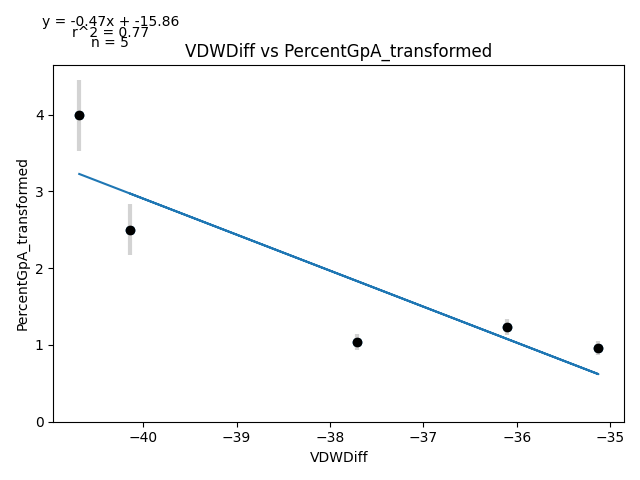 y = -0.47x + -15.86
r^2 = 0.77
n = 5
VDWDiff vs PercentGpA_transformed
PercentGpA_transformed
4
3
2
1
0
−40
−39
−38
−37
−36
−35
VDWDiff